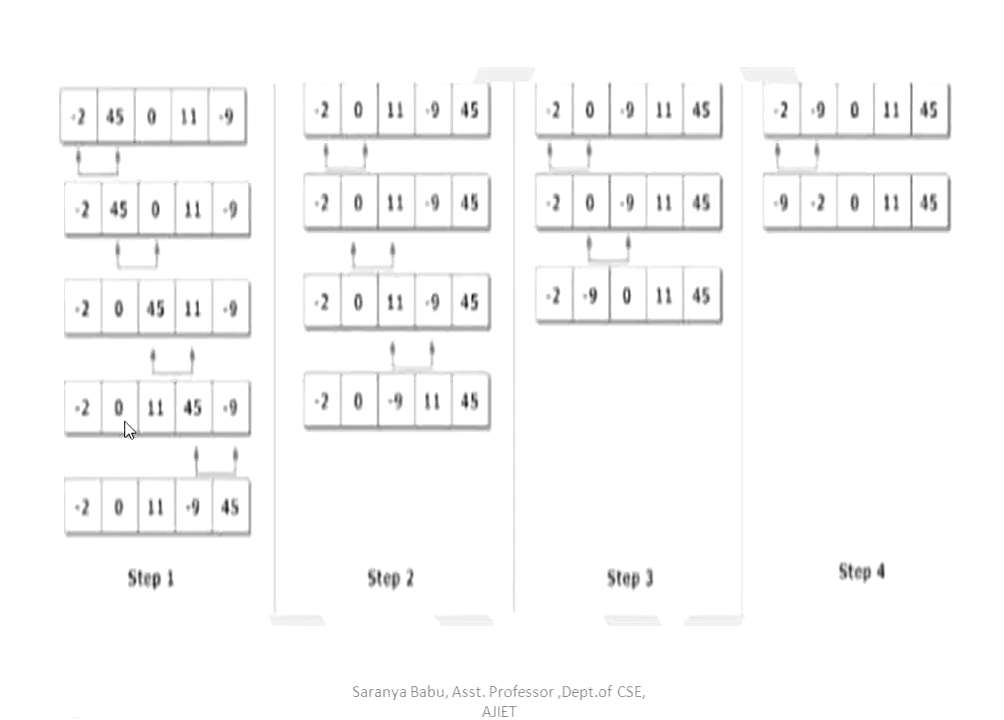 -2 45 0 11 -9
-2 45 0 11 -9
-2 0 45 11 -9
-2 0 11 45 -9
-2 0 11 -9 45
Step 1
-2 0 11 -9 45
-2 0 11 -9 45
-2 0 11 -9 45
-2 0 -9 11 45
Step 2
-2 0 -9 11 45
-2 0 -9 11 45
-2 -9 0 11 45
Step 3
-2 -9 0 11 45
-9 -2 0 11 45
Step 4
Saranya Babu, Asst. Professor ,Dept.of CSE,
AJIET